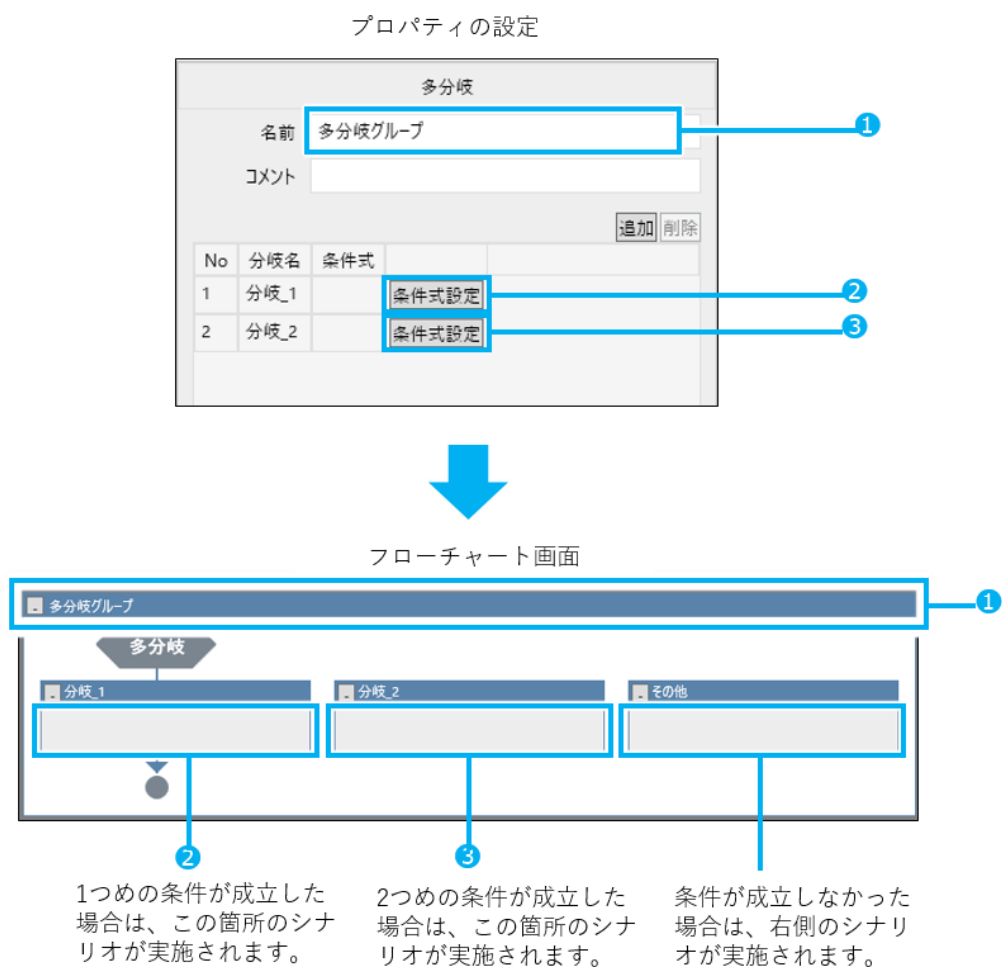 プロパティの設定
多分岐
名前 多分岐グループ ❶
コメント
追加 削除
No 分岐名 条件式
1 分岐_1 条件式設定 ❷
2 分岐_2 条件式設定 ❸
フローチャート画面
- 多分岐グループ ❶
多分岐
- 分岐_1 - 分岐_2 - その他
❷ ❸
1つめの条件が成立した
場合は、この箇所のシナ
リオが実施されます。
2つめの条件が成立した
場合は、この箇所のシナ
リオが実施されます。
条件が成立しなかった
場合は、右側のシナリ
オが実施されます。